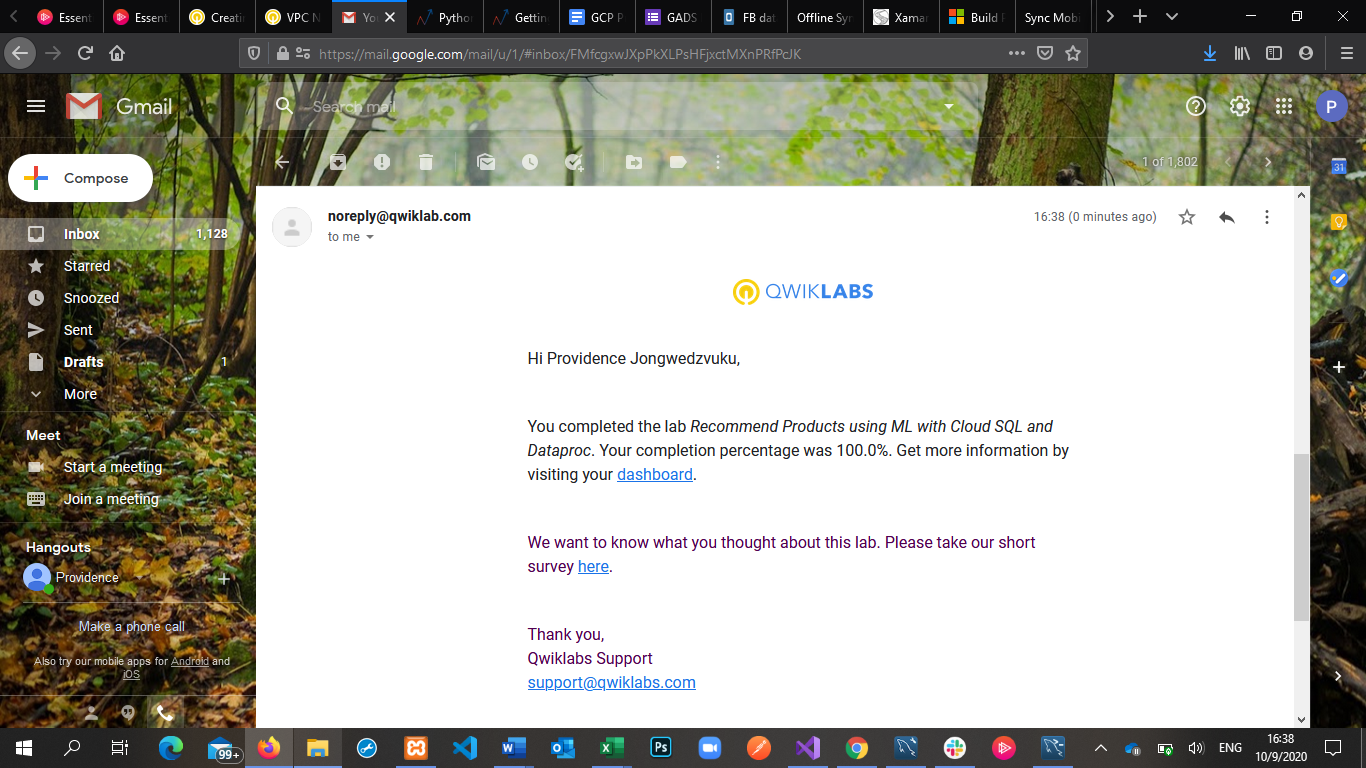 Essent
Essent
Creati
VPC N
Yo
Pythor
Gettin
GCP P
GADS
FB dat
Offline Syn
Xamar
Build
Sync Mobi
https://mail.google.com/mail/u/1/#inbox/FMfcgxwJXpPkXLPsHFjxctMXnPRfPcJK
Gmail
Search mail
P
Compose
1 of 1,802
31
Inbox 1,128
Starred
Snoozed
Sent
Drafts 1
More
Meet
Start a meeting
Join a meeting
Hangouts
Providence
Make a phone call
Also try our mobile apps for Android and
iOS
noreply@qwiklab.com
16:38 (0 minutes ago)
to me
QWIKLABS
Hi Providence Jongwedzvuku,
You completed the lab Recommend Products using ML with Cloud SQL and
Dataproc. Your completion percentage was 100.0%. Get more information by
visiting your dashboard.
We want to know what you thought about this lab. Please take our short
survey here.
Thank you,
Qwiklabs Support
support@qwiklabs.com
99+
Ps
ENG
16:38
10/9/2020